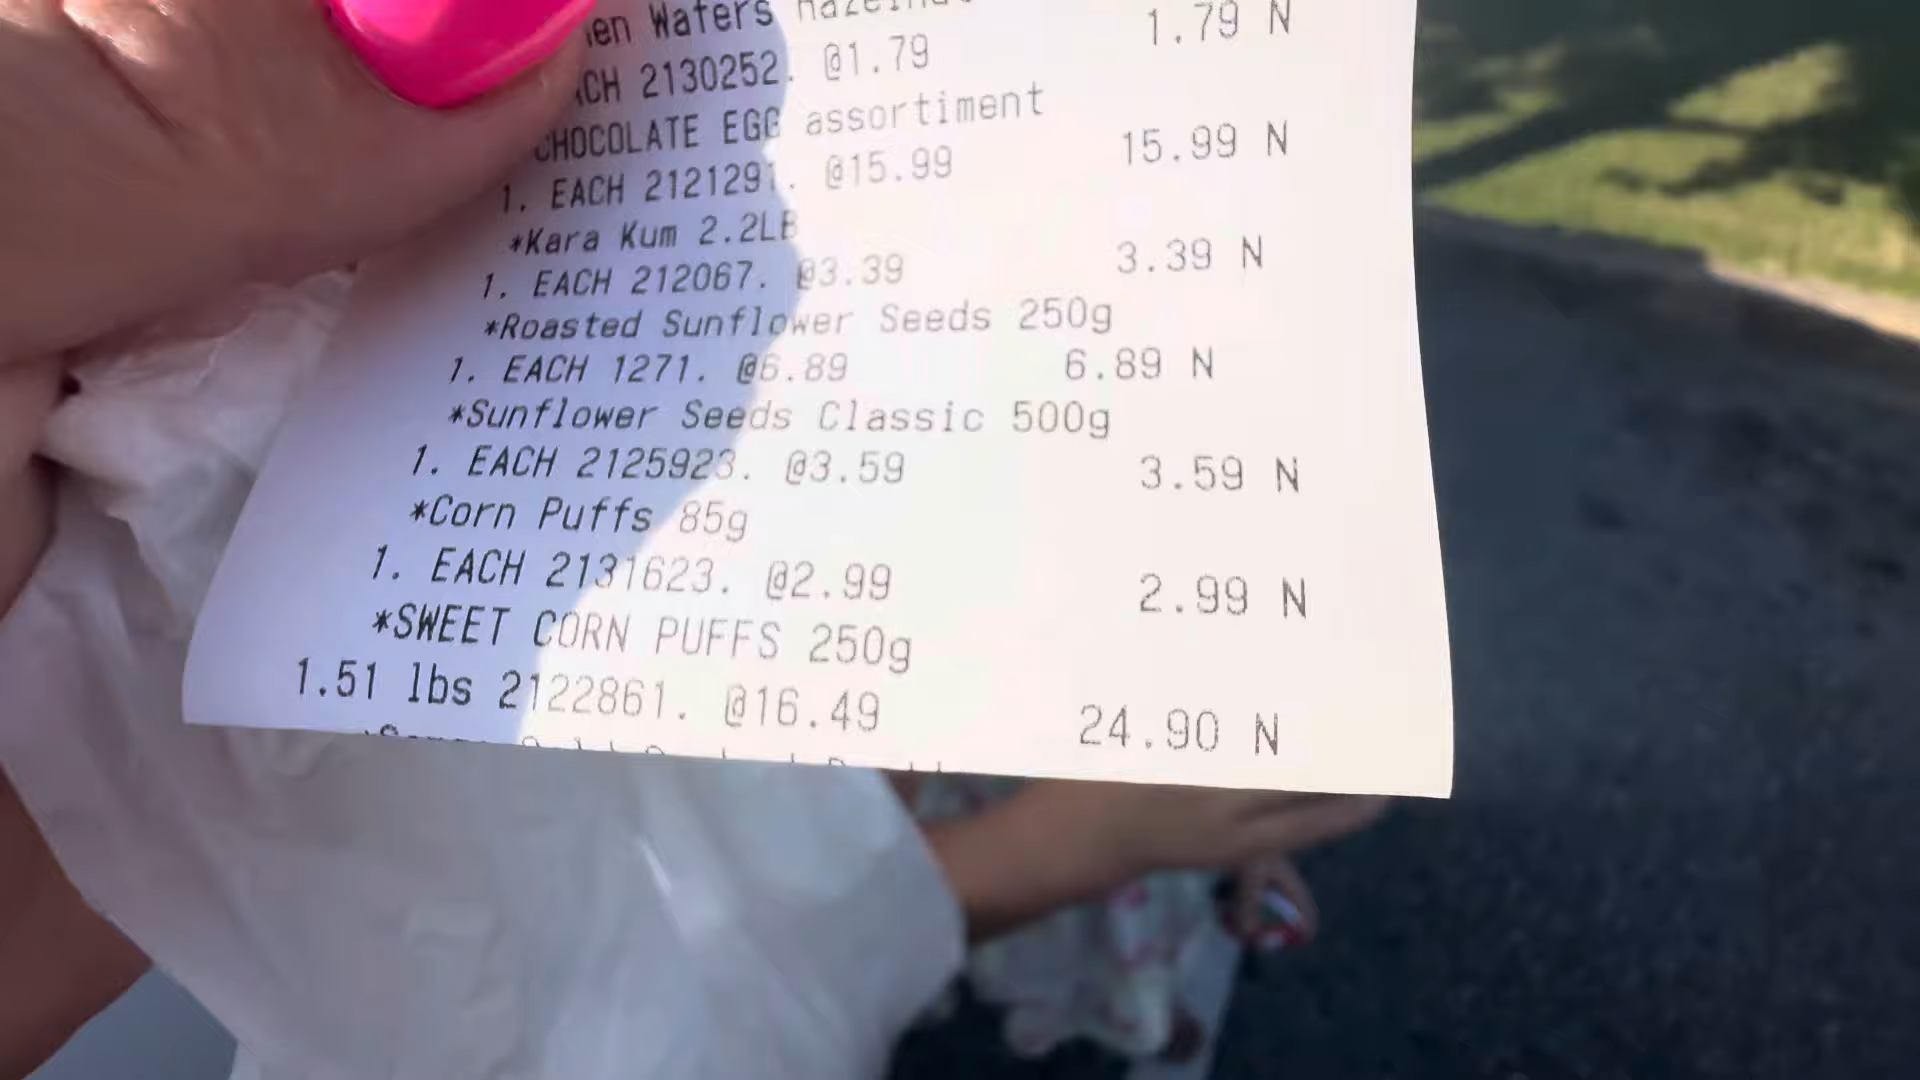 Wafers
1.79 N
2130252. @1.79
CHOCOLATE EGG assortiment
1. EACH 2121291. @15.99 15.99 N
*Kara Kum 2.2LB
1. EACH 212067. @3.39 3.39 N
*Roasted Sunflower Seeds 250g
1. EACH 1271. @6.89 6.89 N
*Sunflower Seeds Classic 500g
1. EACH 2125923. @3.59 3.59 N
*Corn Puffs 85g
1. EACH 2131623. @2.99 2.99 N
*SWEET CORN PUFFS 250g
1.51 lbs 2122861. @16.49 24.90 N